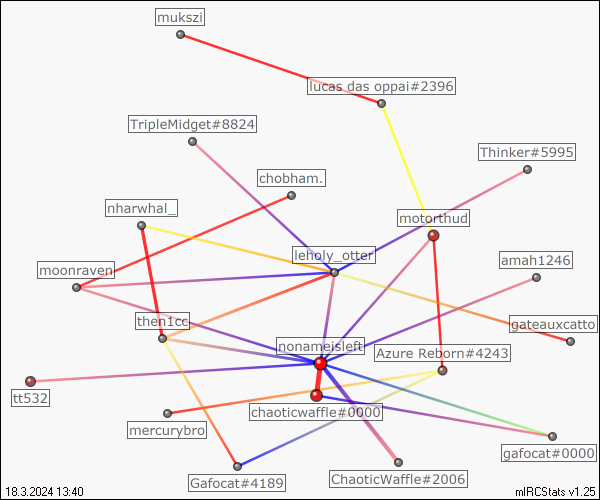 mukszi
lucas das oppai#2396
TripleMidget#8824
Thinker#5995
chobham.
nharwhal_
motorthud
leholy_otter
amah1246
moonraven
then1cc
gateauxcatto
nonameisleft
Azure Reborn#4243
tt532
chaoticwaffle#0000
mercurybro
gafocat#0000
Gafocat#4189
ChaoticWaffle#2006
18.3.2024 13:40
mIRCStats v1.25